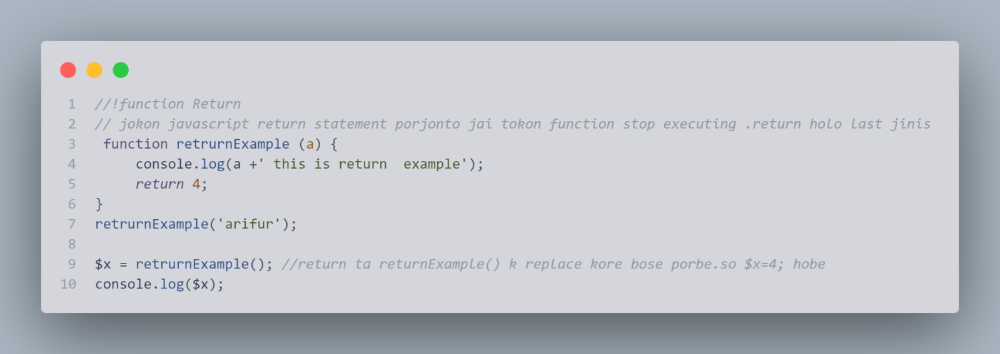 1 //!function Return
2 // jokon javascript return statement porjonto jai tokon function stop executing .return holo last jinis
3 function retrurnExample (a) {
4 console.log(a +' this is return  example');
5 return 4;
6 }
7 retrurnExample('arifur');
8
9 $x = retrurnExample(); //return ta returnExample() k replace kore bose porbe.so $x=4; hobe
10 console.log($x);